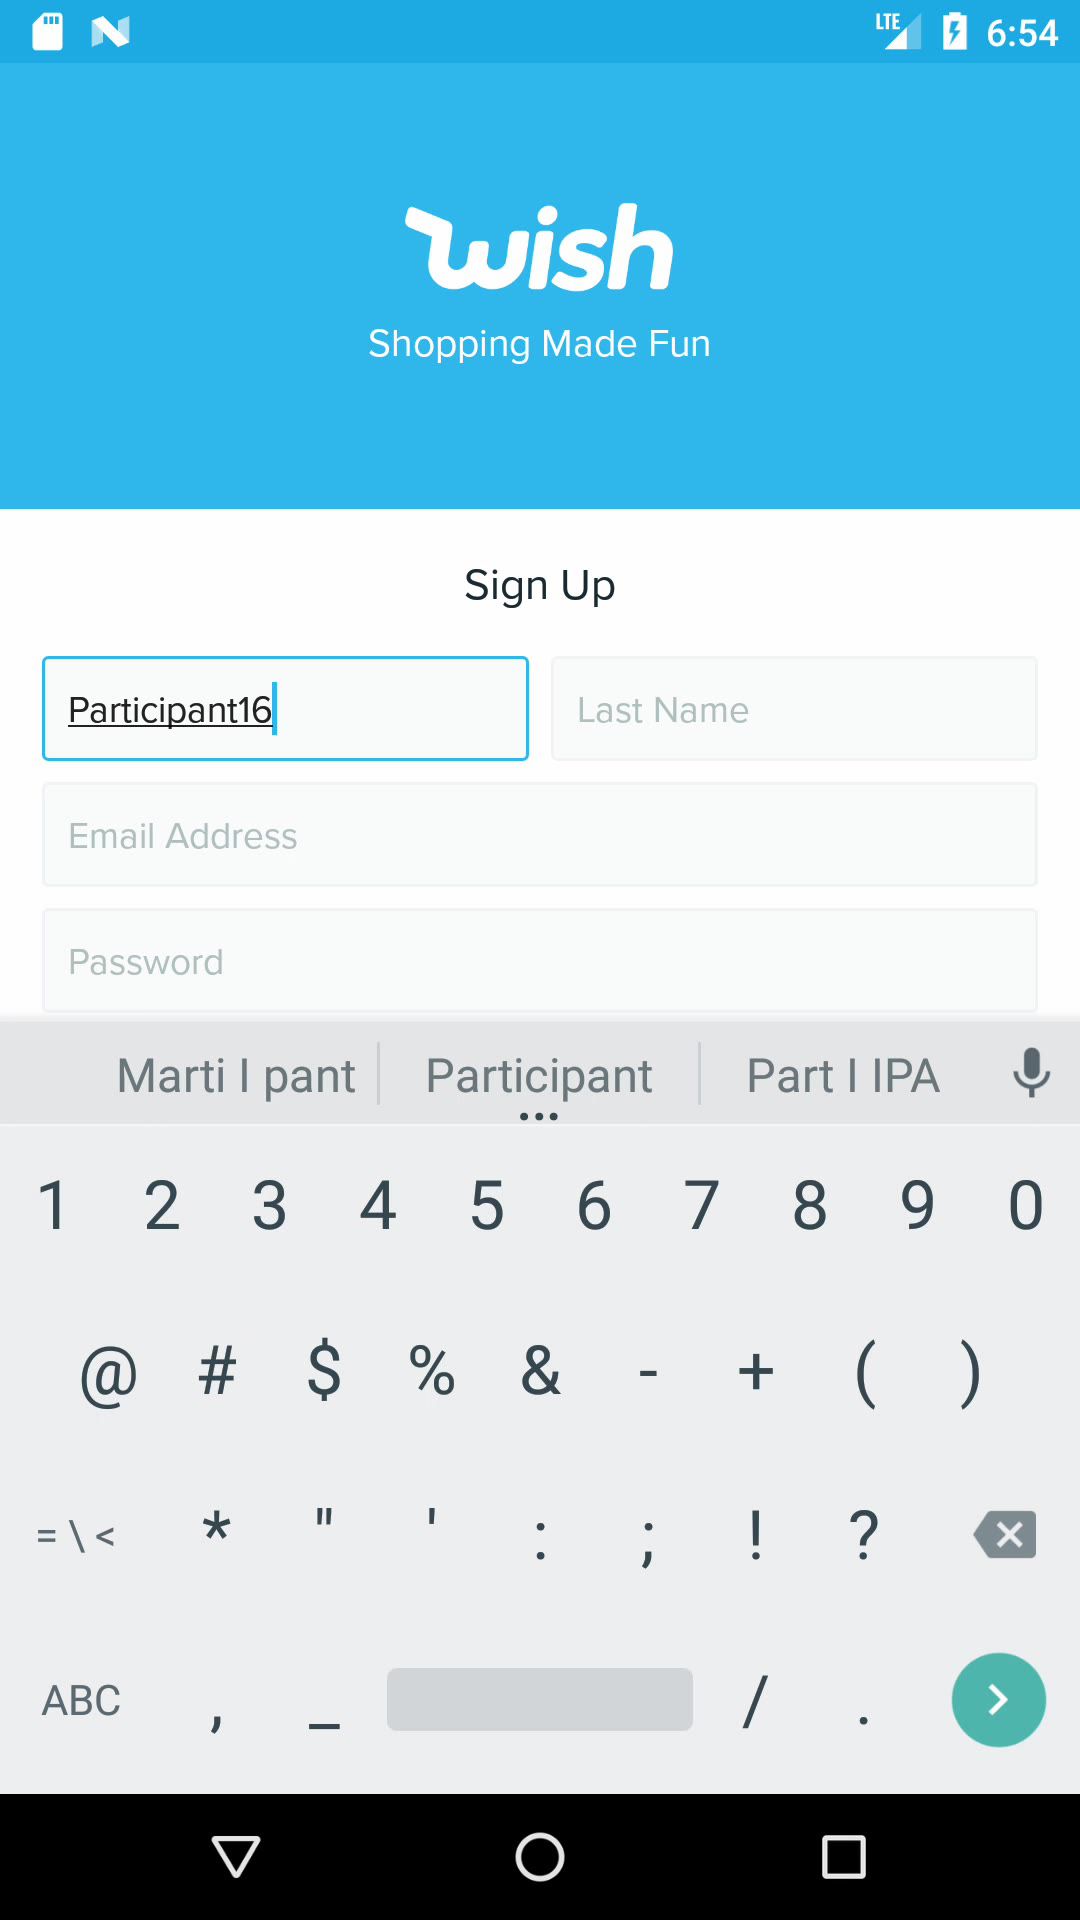 LTE 6:54
wish
Shopping Made Fun
Sign Up
Participant16 Last Name
Email Address
Password
Marti I pant Participant Part I IPA
1 2 3 4 5 6 7 8 9 0
@ # $ % & - + ( )
= \ < * " ' : ; ! ?
ABC , _ / .